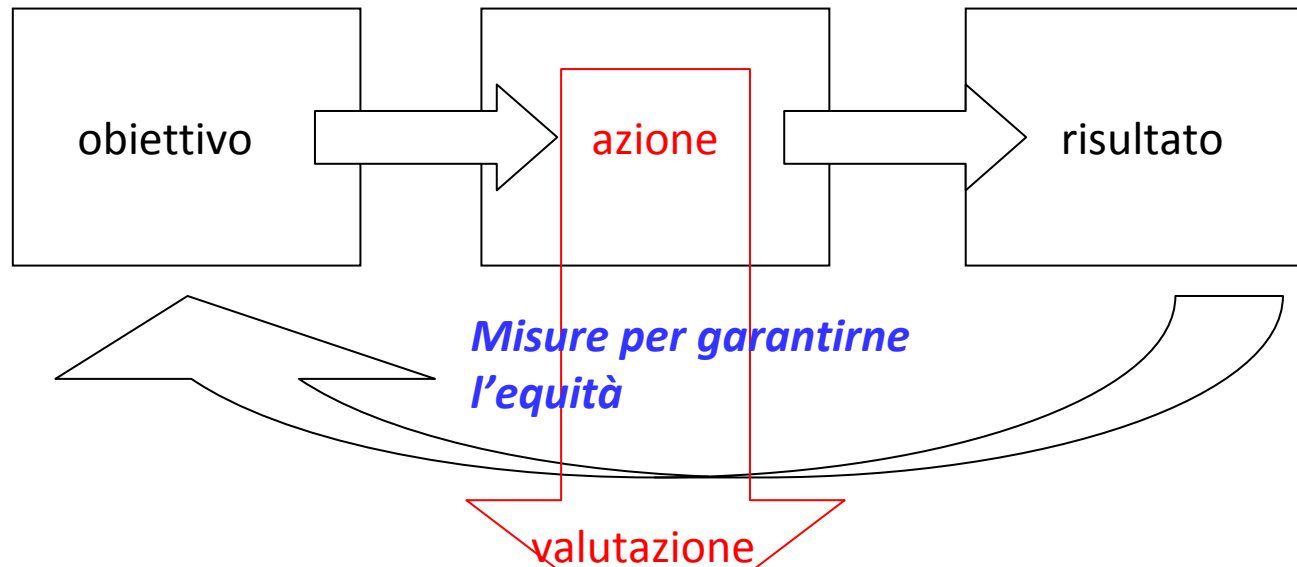 obiettivo
azione
risultato
Misure per garantirne
l’equità
valutazione